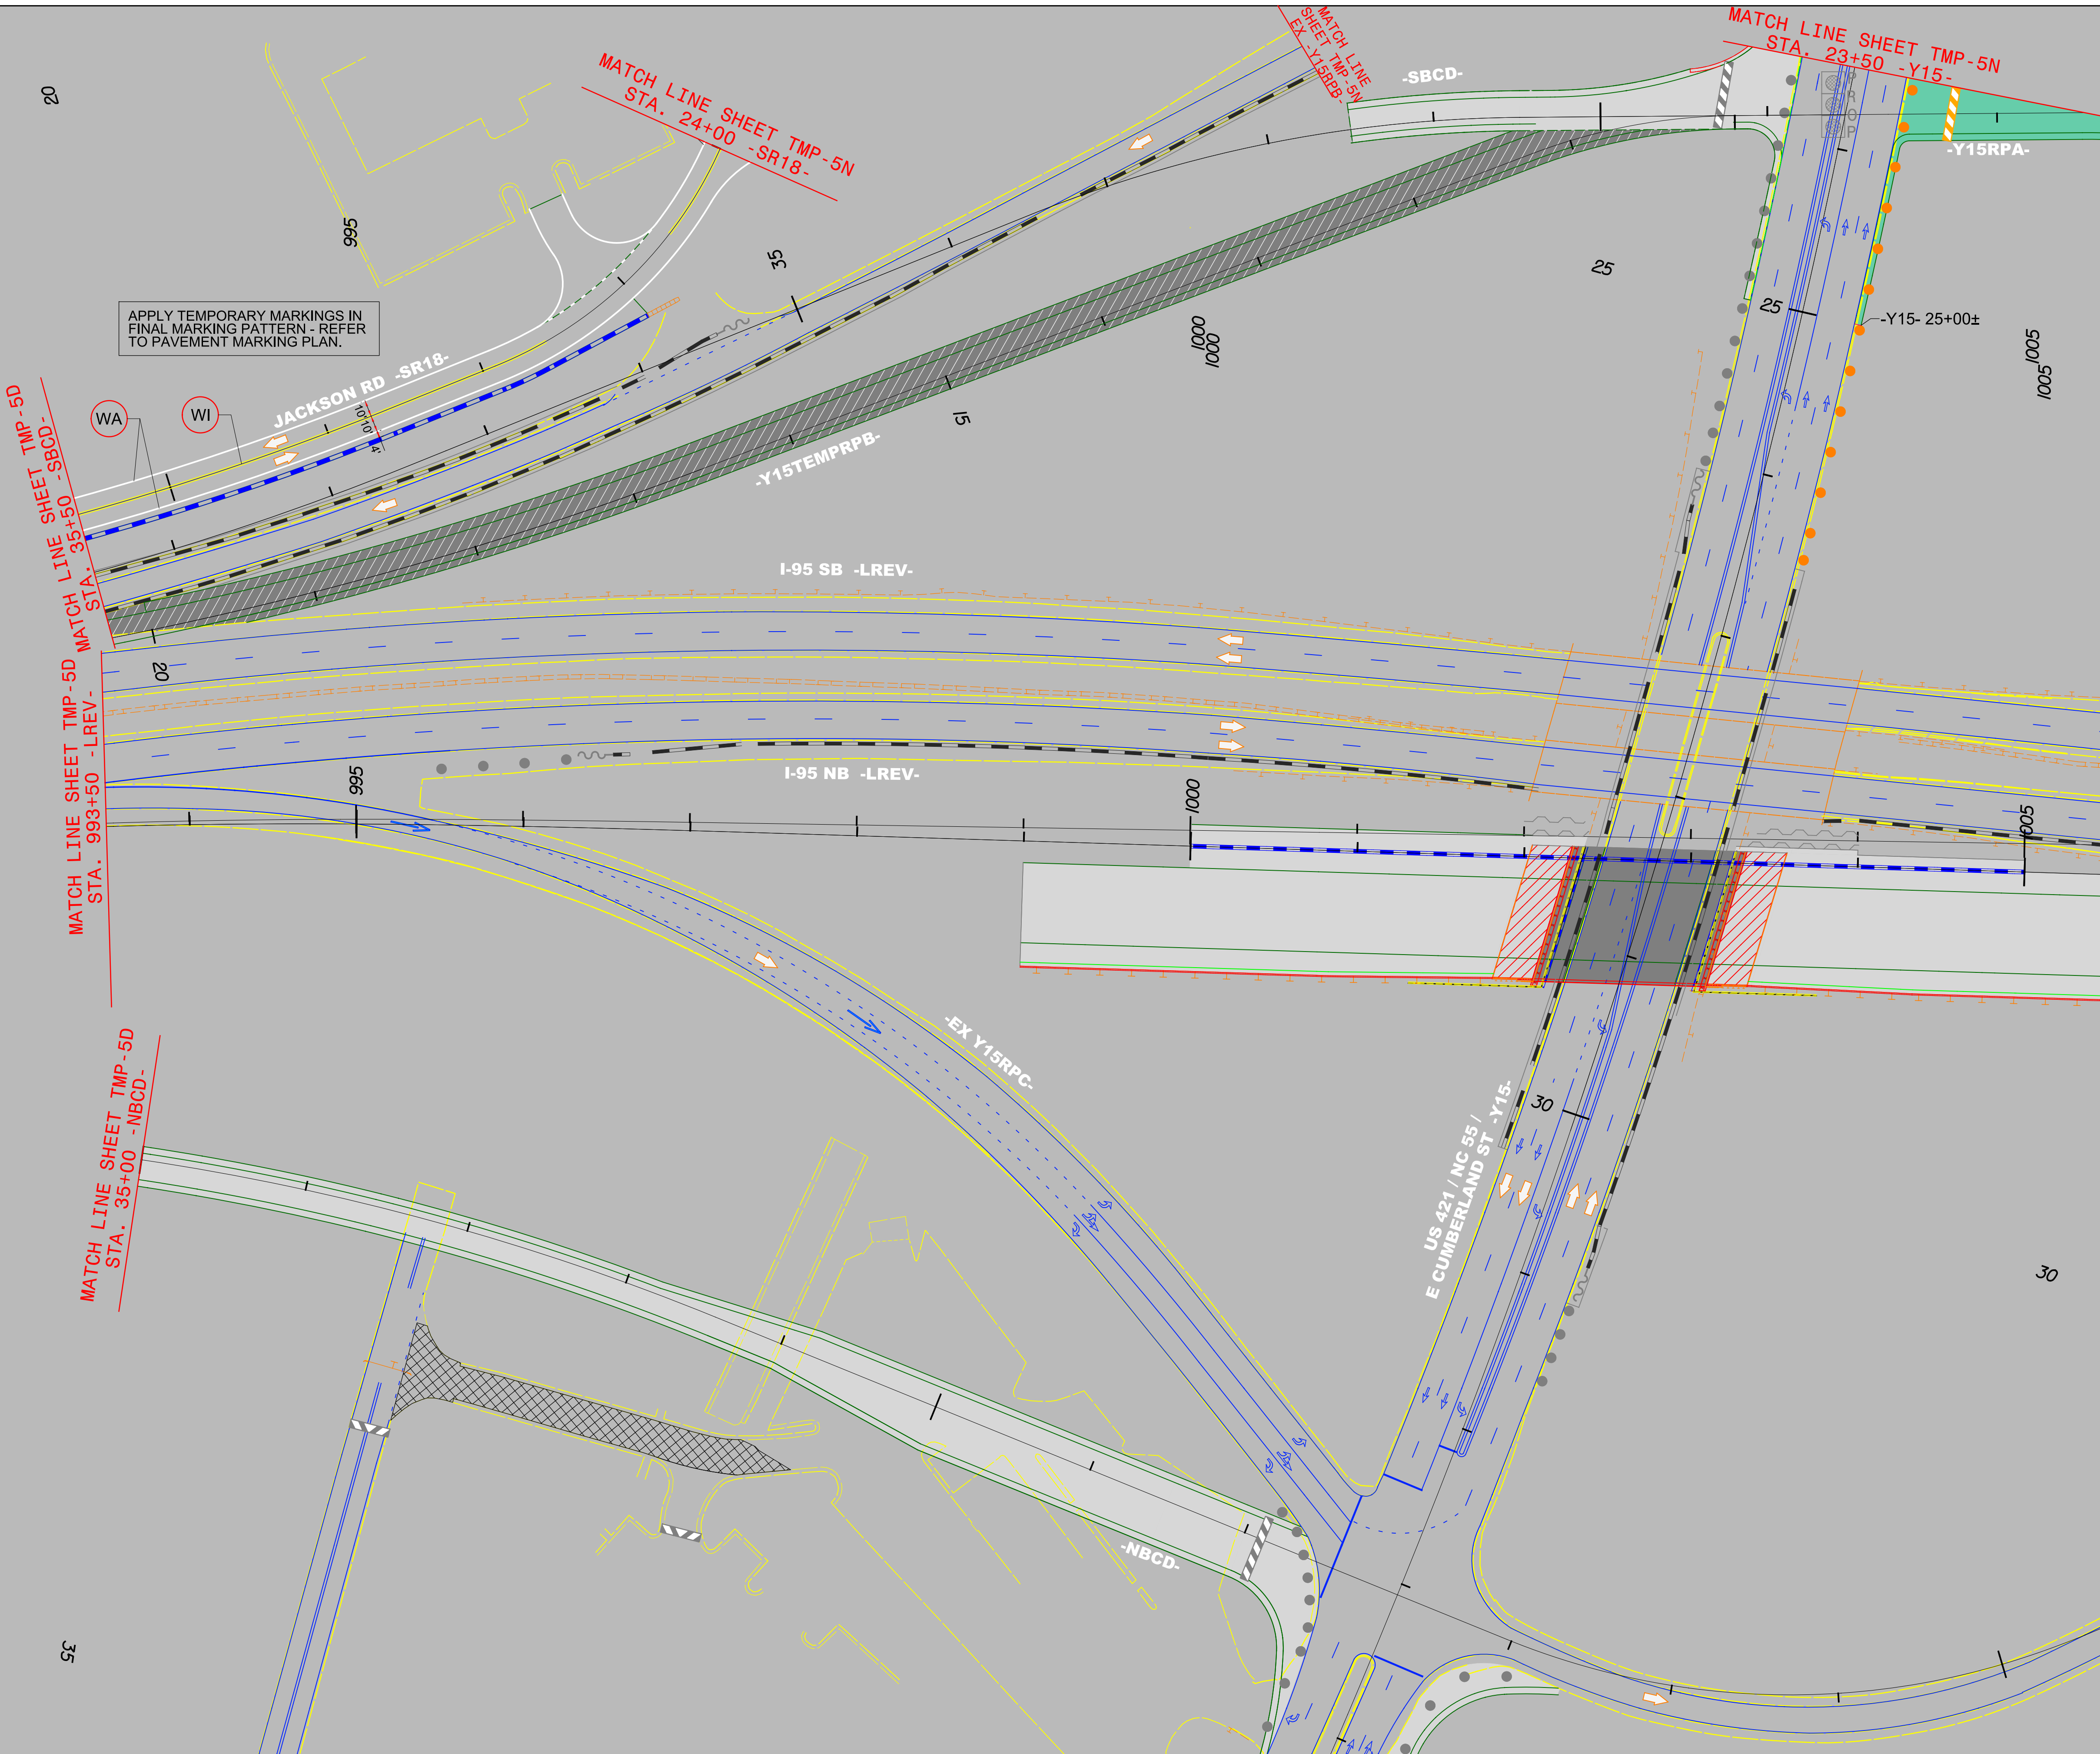 MATCH LINE SHEET TMP-5N
STA. 24+00 -SR18-
MATCH LINE
SHEET TMP-5N
EX -Y15RPB-
-SBCD-
MATCH LINE SHEET TMP-5N
STA. 23+50 -Y15-
PROP
-Y15RPA-
20
995
35
25
25
-Y15- 25+00±
1000
1000
1005
1005
APPLY TEMPORARY MARKINGS IN
FINAL MARKING PATTERN - REFER
TO PAVEMENT MARKING PLAN.
JACKSON RD -SR18-
WA
WI
10'
10'
4'
15
-Y15TEMPRPB-
MATCH LINE SHEET TMP-5D
STA. 35+50 -SBCD-
I-95 SB -LREV-
20
MATCH LINE SHEET TMP-5D
STA. 993+50 -LREV-
I-95 NB -LREV-
995
1000
1005
-EX Y15RPC-
MATCH LINE SHEET TMP-5D
STA. 35+00 -NBCD-
US 421 / NC 55 /
E CUMBERLAND ST -Y15-
30
30
-NBCD-
35